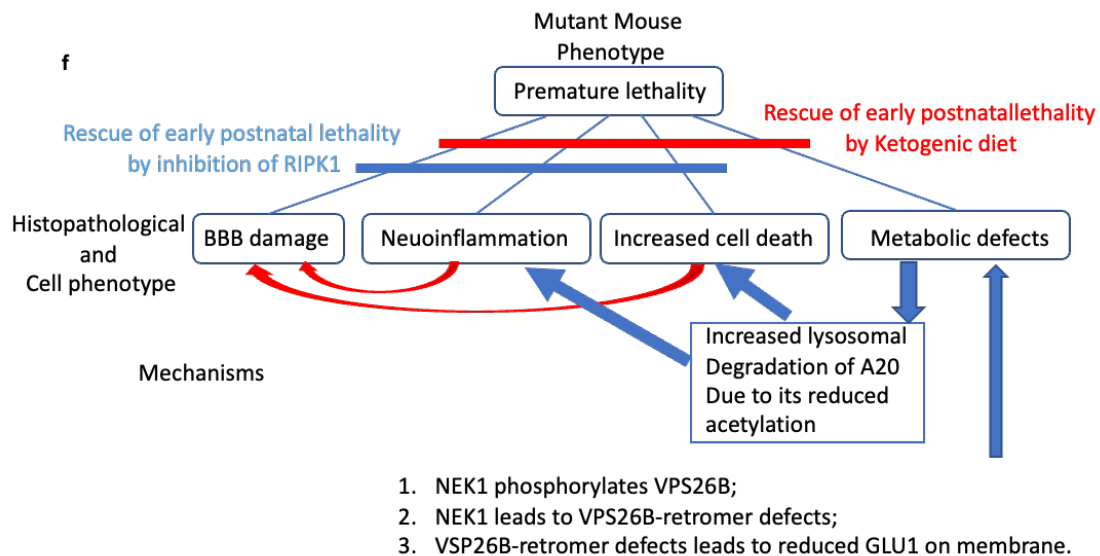 f
Mutant Mouse
Phenotype
Premature lethality
Rescue of early postnatal lethality
by inhibition of RIPK1
Rescue of early postnatallethality
by Ketogenic diet
Histopathological
and
Cell phenotype
BBB damage
Neuoinflammation
Increased cell death
Metabolic defects
Mechanisms
Increased lysosomal
Degradation of A20
Due to its reduced
acetylation
1. NEK1 phosphorylates VPS26B;
2. NEK1 leads to VPS26B-retromer defects;
3. VSP26B-retromer defects leads to reduced GLU1 on membrane.